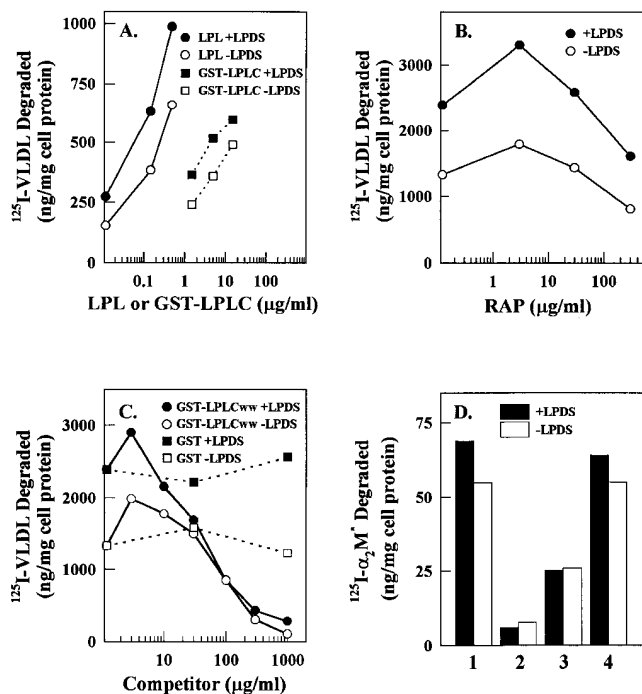 A.
LPL +LPDS
LPL -LPDS
GST-LPLC +LPDS
GST-LPLC -LPDS
1000
750
500
250
0
0.1 1 10 100
¹²⁵I-VLDL Degraded
(ng/mg cell protein)
LPL or GST-LPLC (µg/ml)
B.
+LPDS
-LPDS
3000
2000
1000
0
1 10 100
¹²⁵I-VLDL Degraded
(ng/mg cell protein)
RAP (µg/ml)
C.
GST-LPLCww +LPDS
GST-LPLCww -LPDS
GST +LPDS
GST -LPDS
3000
2000
1000
0
10 100 1000
¹²⁵I-VLDL Degraded
(ng/mg cell protein)
Competitor (µg/ml)
D.
+LPDS
-LPDS
75
50
25
0
1 2 3 4
¹²⁵I-α₂M* Degraded
(ng/mg cell protein)